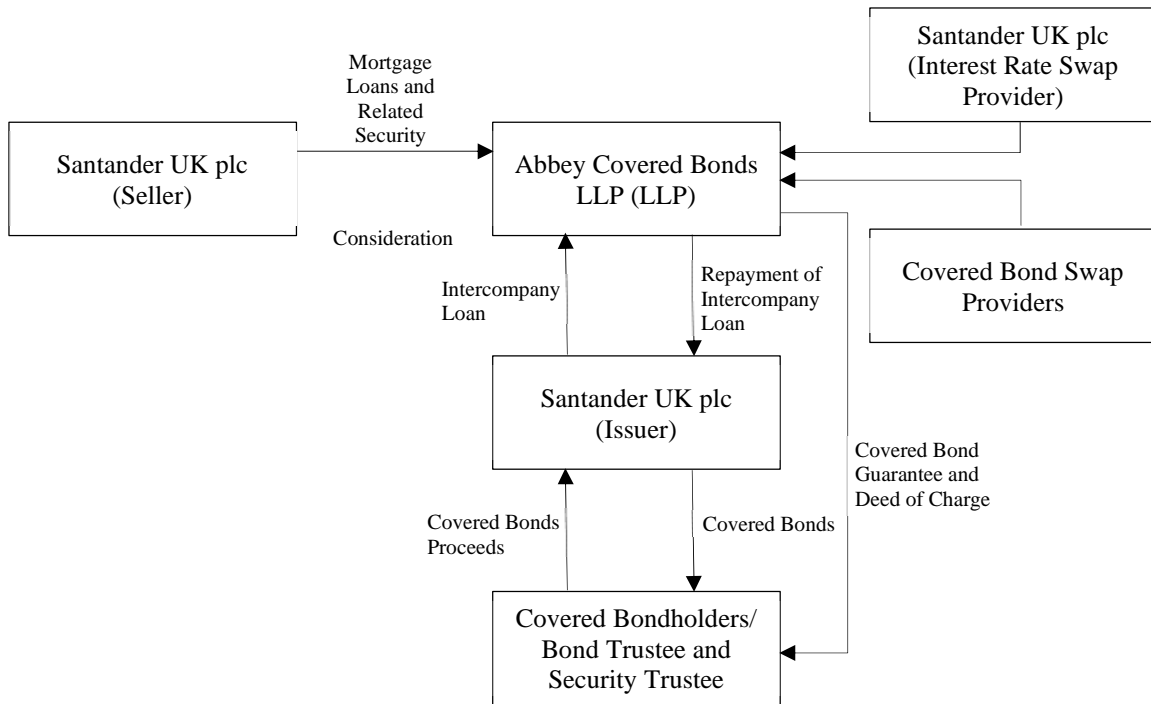 Santander UK plc
(Interest Rate Swap
Provider)
Mortgage
Loans and
Related
Security
Santander UK plc
(Seller)
Abbey Covered Bonds
LLP (LLP)
Consideration
Covered Bond Swap
Providers
Intercompany
Loan
Repayment of
Intercompany
Loan
Santander UK plc
(Issuer)
Covered Bond
Guarantee and
Deed of Charge
Covered Bonds
Proceeds
Covered Bonds
Covered Bondholders/
Bond Trustee and
Security Trustee